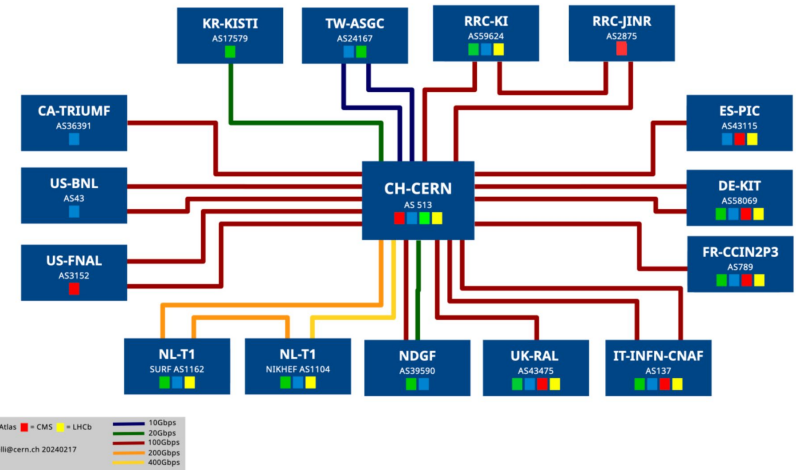 KR-KISTI
AS17579
TW-ASGC
AS24167
RRC-KI
AS59624
RRC-JINR
AS2875
CA-TRIUMF
AS36391
ES-PIC
AS43115
US-BNL
AS43
CH-CERN
AS 513
DE-KIT
AS58069
US-FNAL
AS3152
FR-CCIN2P3
AS789
NL-T1
SURF AS1162
NL-T1
NIKHEF AS1104
NDGF
AS39590
UK-RAL
AS43475
IT-INFN-CNAF
AS137
Atlas = CMS = LHCb
lli@cern.ch 20240217
10Gbps
20Gbps
100Gbps
200Gbps
400Gbps